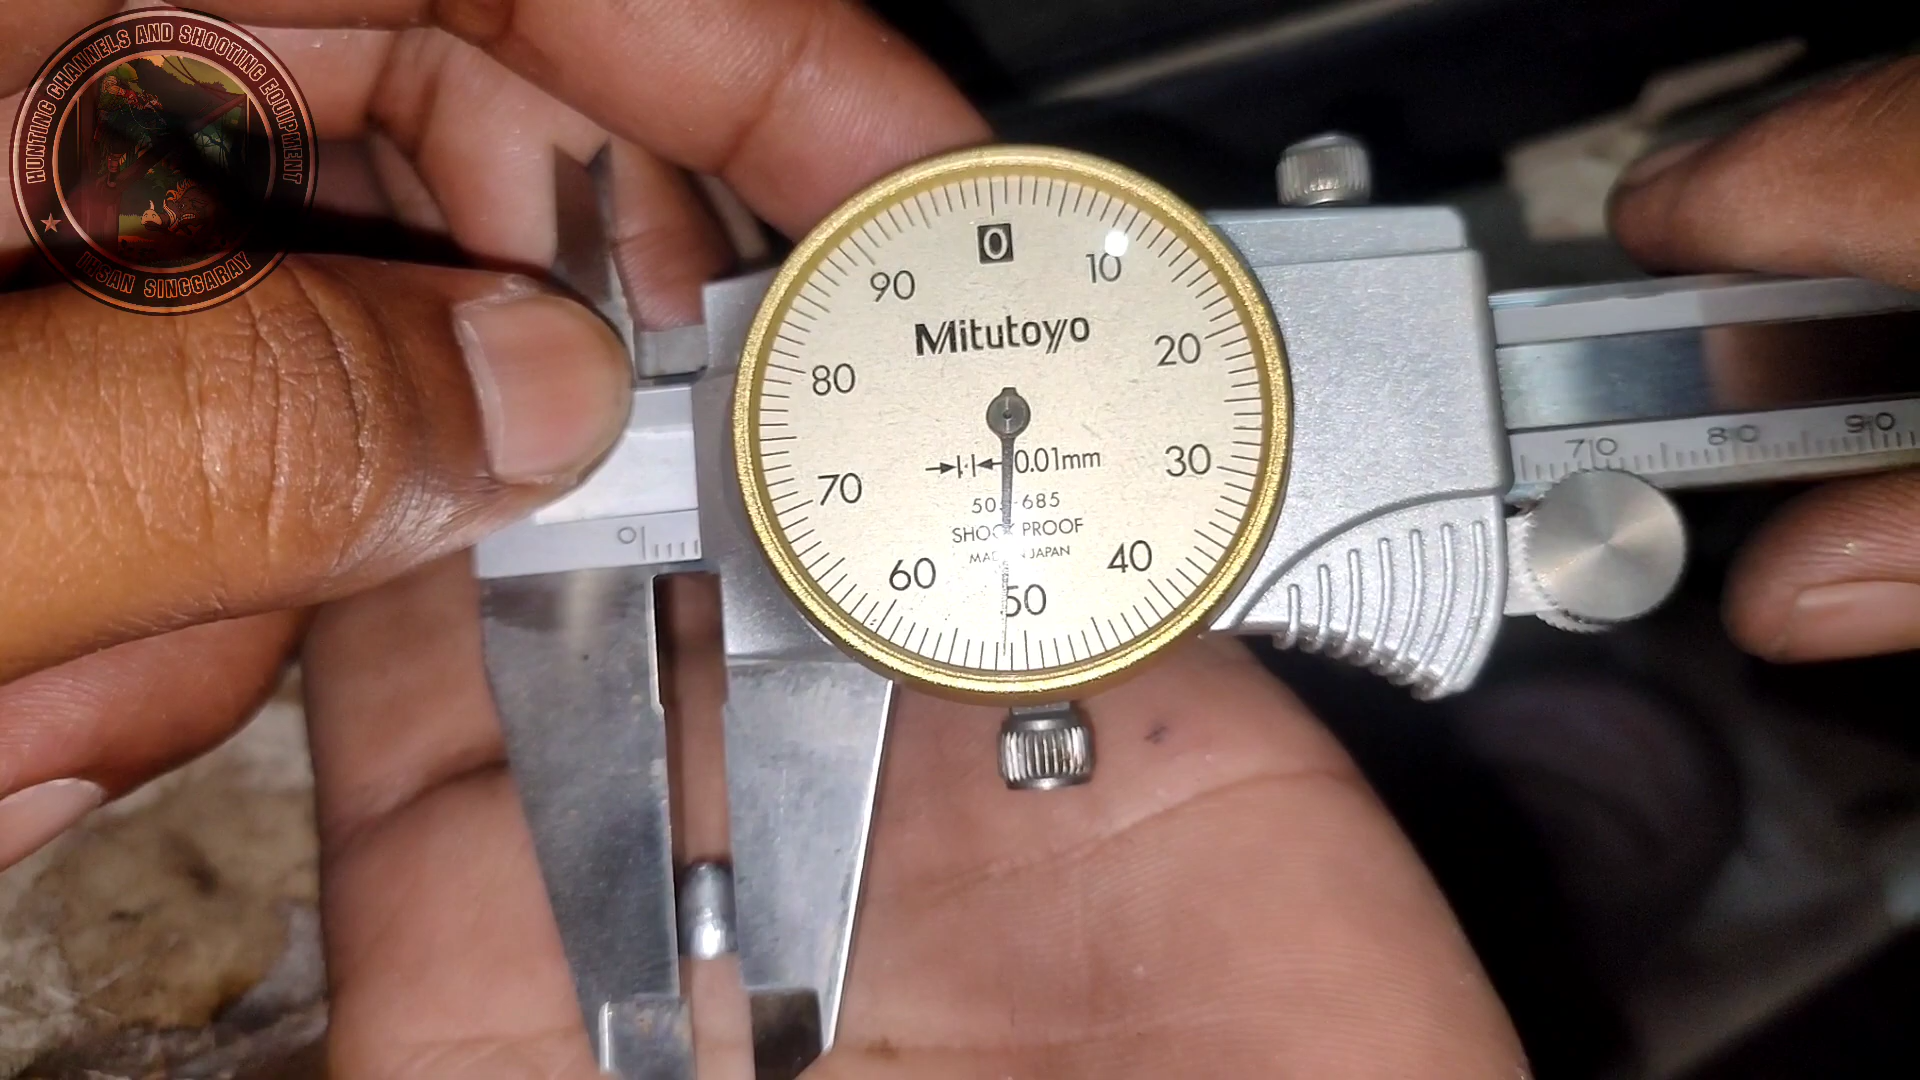 HUNTING CHANNELS AND SHOOTING EQUIPMENT
IHSAN SINGGARAY
0
90
10
Mitutoyo
80
20
0.01mm
70
30
685
SHOCK PROOF
JAPAN
60
40
50
0
70
80
90